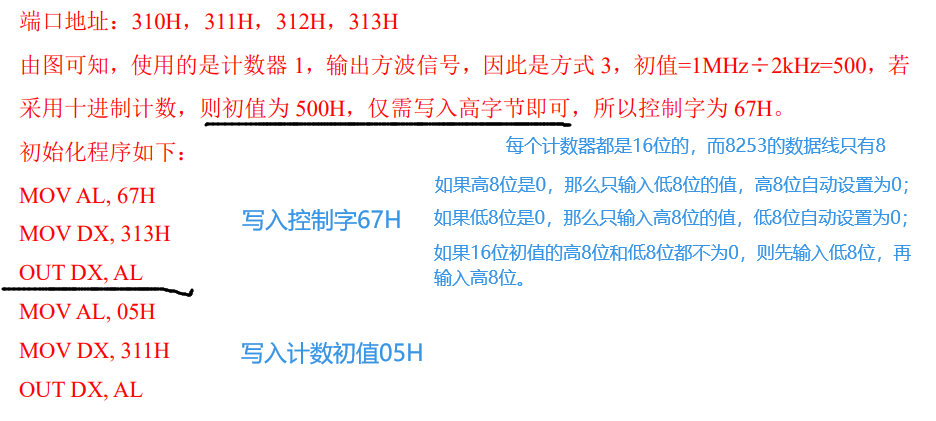 端口地址：310H，311H，312H，313H
由图可知，使用的是计数器 1，输出方波信号，因此是方式 3，初值=1MHz÷2kHz=500，若
采用十进制计数，则初值为 500H，仅需写入高字节即可，所以控制字为 67H。
初始化程序如下：
每个计数器都是16位的，而8253的数据线只有8
MOV AL, 67H
MOV DX, 313H
OUT DX, AL
写入控制字67H
如果高8位是0，那么只输入低8位的值，高8位自动设置为0；
如果低8位是0，那么只输入高8位的值，低8位自动设置为0；
如果16位初值的高8位和低8位都不为0，则先输入低8位，再
输入高8位。
MOV AL, 05H
MOV DX, 311H
OUT DX, AL
写入计数初值05H